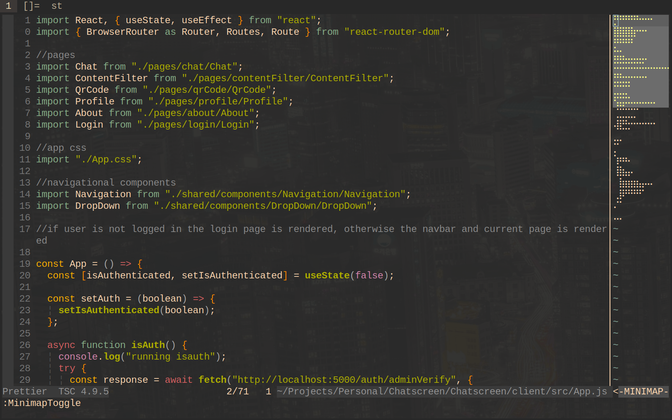 1 []= st
1 import React, { useState, useEffect } from "react";
0 import { BrowserRouter as Router, Routes, Route } from "react-router-dom";
1
2 //pages
3 import Chat from "./pages/chat/Chat";
4 import ContentFilter from "./pages/contentFilter/ContentFilter";
5 import QrCode from "./pages/qrCode/QrCode";
6 import Profile from "./pages/profile/Profile";
7 import About from "./pages/about/About";
8 import Login from "./pages/login/Login";
9
10 //app css
11 import "./App.css";
12
13 //navigational components
14 import Navigation from "./shared/components/Navigation/Navigation";
15 import DropDown from "./shared/components/DropDown/DropDown";
16
17 //if user is not logged in the login page is rendered, otherwise the navbar and current page is render
ed
18
19 const App = () => {
20 const [isAuthenticated, setIsAuthenticated] = useState(false);
21
22 const setAuth = (boolean) => {
23 setIsAuthenticated(boolean);
24 };
25
26 async function isAuth() {
27 console.log("running isauth");
28 try {
29 const response = await fetch("http://localhost:5000/auth/adminVerify", {
Prettier TSC 4.9.5 2/71 1 ~/Projects/Personal/Chatscreen/Chatscreen/client/src/App.js <-MINIMAP-
:MinimapToggle